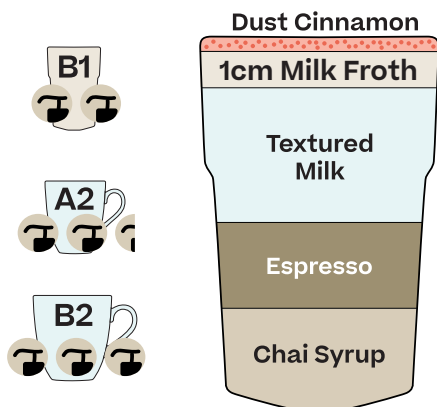 Dust Cinnamon
B1
1cm Milk Froth
Textured
Milk
A2
Espresso
B2
Chai Syrup